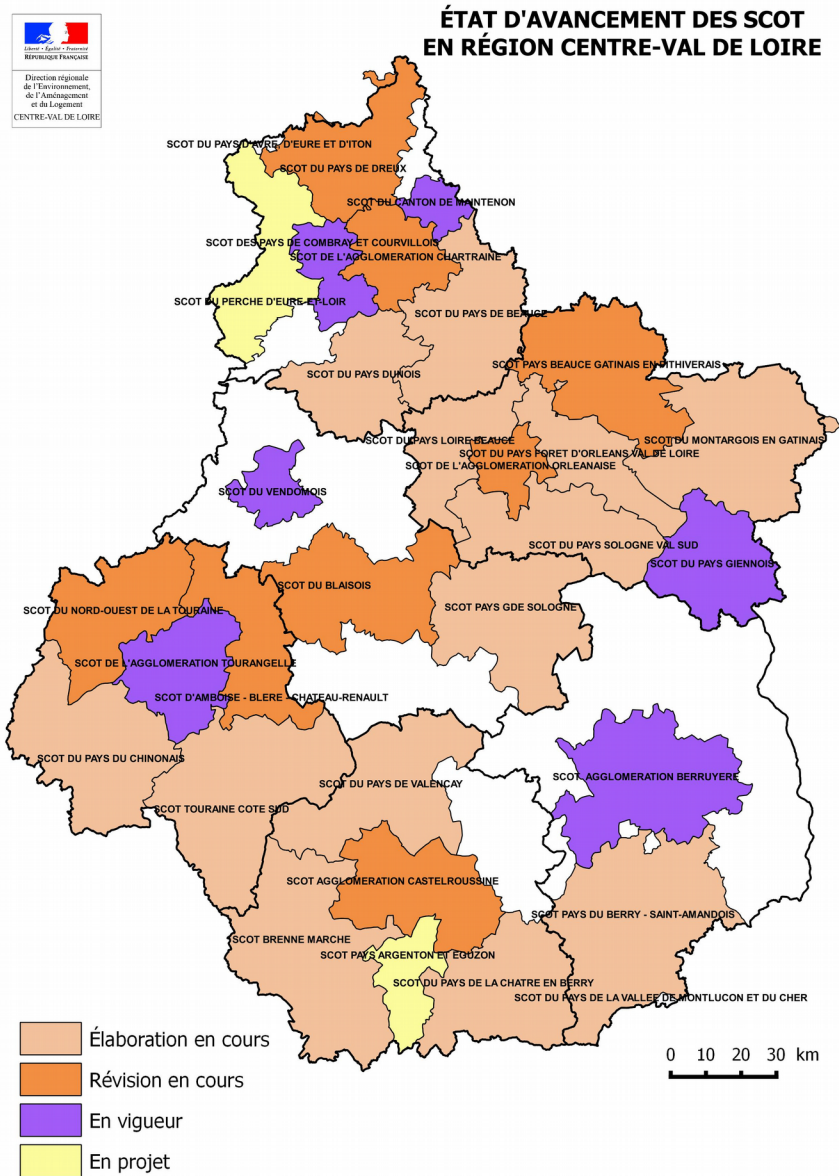 ÉTAT D'AVANCEMENT DES SCOT
EN RÉGION CENTRE-VAL DE LOIRE
Liberté • Égalité • Fraternité
RÉPUBLIQUE FRANÇAISE
Direction régionale
de l'Environnement,
de l'Aménagement
et du Logement
CENTRE-VAL DE LOIRE
SCOT DU PAYS D'AVRE, D'EURE ET D'ITON
SCOT DU PAYS DE DREUX
SCOT DU CANTON DE MAINTENON
SCOT DES PAYS DE COMBRAY ET COURVILLOIS
SCOT DE L'AGGLOMERATION CHARTRAINE
SCOT DU PERCHE D'EURE-ET-LOIR
SCOT DU PAYS DE BEAUCE
SCOT PAYS BEAUCE GATINAIS EN PITHIVERAIS
SCOT DU PAYS DUNOIS
SCOT DU PAYS LOIRE BEAUCE
SCOT DU MONTARGOIS EN GATINAIS
SCOT DU PAYS FORET D'ORLEANS VAL DE LOIRE
SCOT DE L'AGGLOMERATION ORLEANAISE
SCOT DU VENDOMOIS
SCOT DU PAYS SOLOGNE VAL SUD
SCOT DU PAYS GIENNOIS
SCOT DU BLAISOIS
SCOT PAYS GDE SOLOGNE
SCOT DU NORD-OUEST DE LA TOURAINE
SCOT DE L'AGGLOMERATION TOURANGELLE
SCOT D'AMBOISE - BLERE - CHATEAU-RENAULT
SCOT DU PAYS DU CHINONAIS
SCOT DU PAYS DE VALENCAY
SCOT AGGLOMERATION BERRUYERE
SCOT TOURAINE COTE SUD
SCOT AGGLOMERATION CASTELROUSSINE
SCOT PAYS DU BERRY - SAINT-AMANDOIS
SCOT BRENNE MARCHE
SCOT PAYS ARGENTON ET EGUZON
SCOT DU PAYS DE LA CHATRE EN BERRY
SCOT DU PAYS DE LA VALLEE DE MONTLUCON ET DU CHER
Élaboration en cours
Révision en cours
En vigueur
En projet
0 10 20 30 km